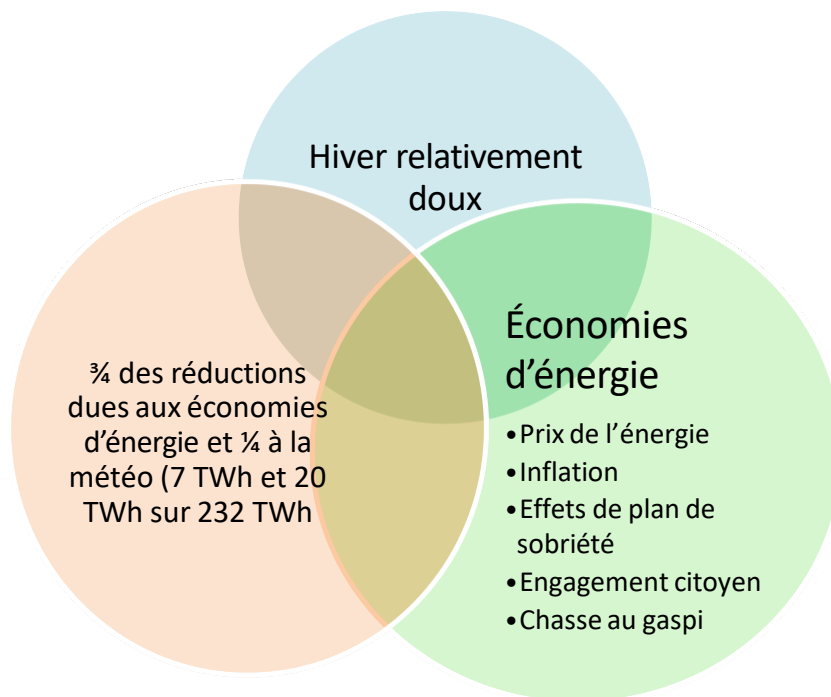 Hiver relativement
doux
¾ des réductions
dues aux économies
d’énergie et ¼ à la
météo (7 TWh et 20
TWh sur 232 TWh
Économies
d’énergie
•Prix de l’énergie
•Inflation
•Effets de plan de
sobriété
•Engagement citoyen
•Chasse au gaspi